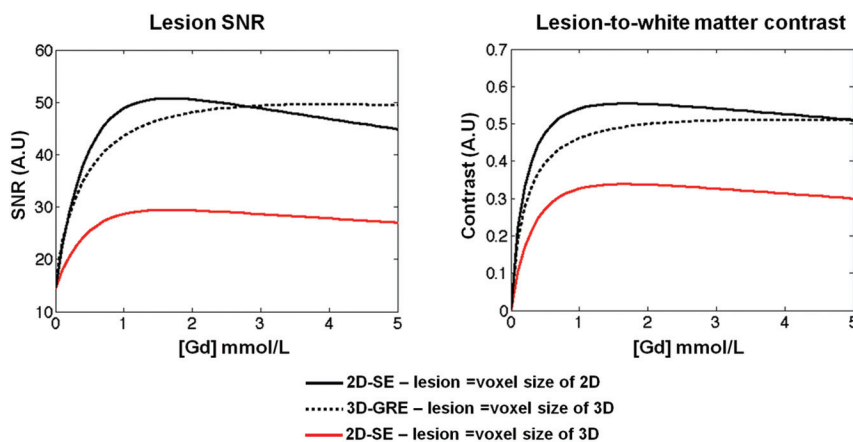 Lesion SNR
60
50
40
30
20
10
SNR (A.U)
0 1 2 3 4 5
[Gd] mmol/L
Lesion-to-white matter contrast
0.7
0.6
0.5
0.4
0.3
0.2
0.1
0
Contrast (A.U)
0 1 2 3 4 5
[Gd] mmol/L
2D-SE – lesion =voxel size of 2D
3D-GRE – lesion =voxel size of 3D
2D-SE – lesion =voxel size of 3D